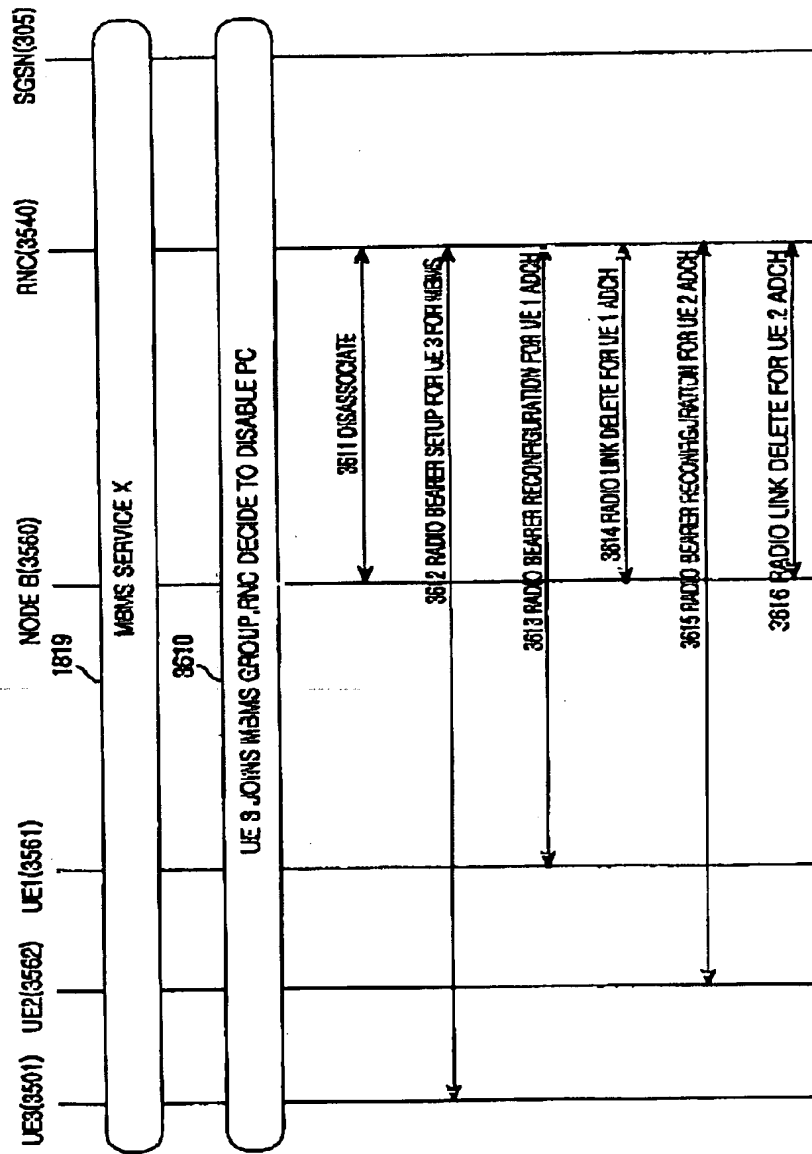 UE3(3501) UE2(3562) UE1(3561) NODE B(3560) RNC(3540) SGSN(305)
1819
MBMS SERVICE X
3610
UE 3 JOINS MBMS GROUP, RNC DECIDE TO DISABLE PC
3611 DISASSOCIATE
3612 RADIO BEARER SETUP FOR UE 3 FOR MBMS
3613 RADIO BEARER RECONFIGURATION FOR UE 1 ADCH
3614 RADIO LINK DELETE FOR UE 1 ADCH
3615 RADIO BEARER RECONFIGURATION FOR UE 2 ADCH
3616 RADIO LINK DELETE FOR UE.2 ADCH